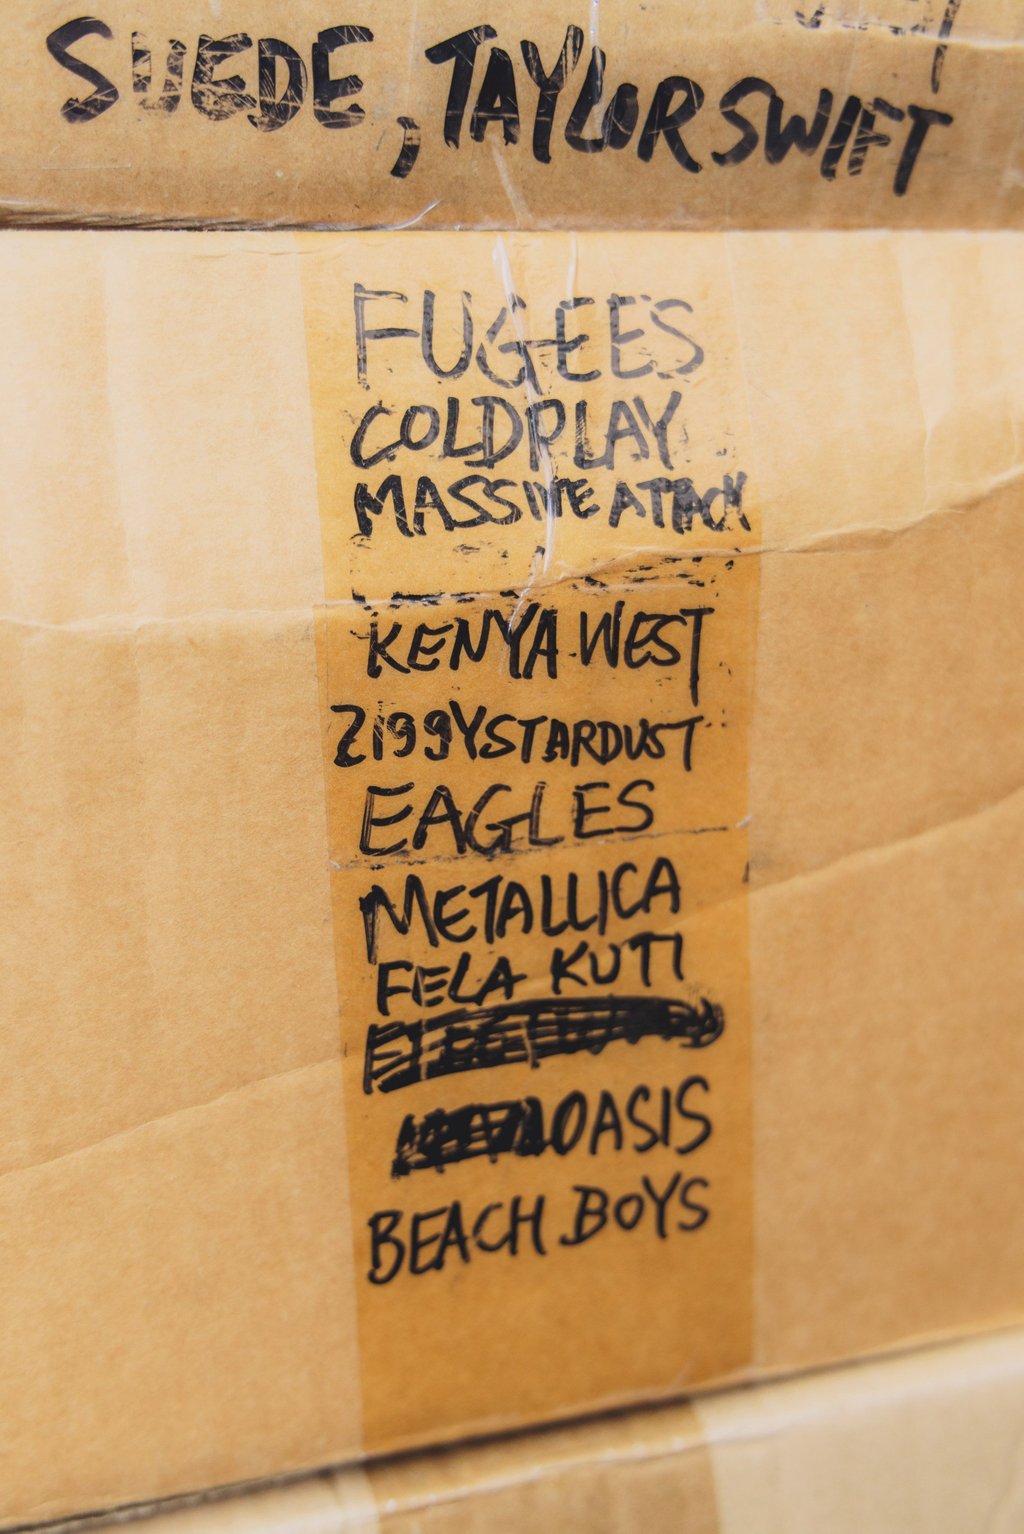 SUEDE, TAYLOR SWIFT
FUGEES
COLDPLAY
MASSIVE ATTACK
KENYA WEST
ZIGGY STARDUST
EAGLES
METALLICA
FELA KUTI
OASIS
BEACH BOYS